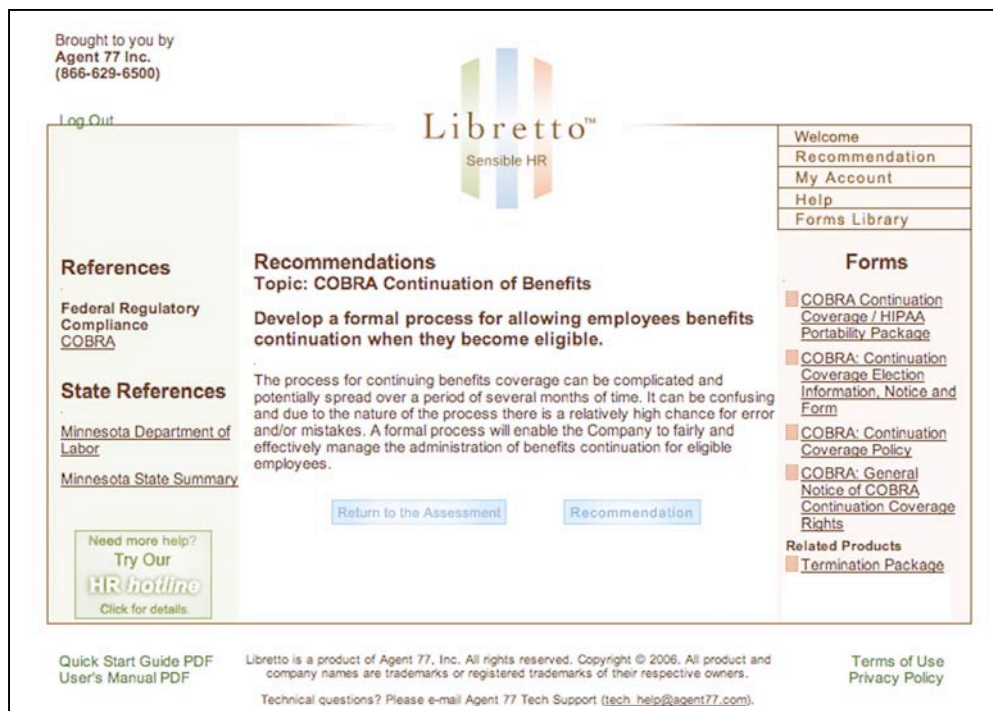 Brought to you by
Agent 77 Inc.
(866-629-6500)
Log Out
Libretto™
Sensible HR
Welcome
Recommendation
My Account
Help
Forms Library
References
Federal Regulatory
Compliance
COBRA
State References
Minnesota Department of
Labor
Minnesota State Summary
Need more help?
Try Our
HR hotline
Click for details.
Recommendations
Topic: COBRA Continuation of Benefits
Develop a formal process for allowing employees benefits
continuation when they become eligible.
The process for continuing benefits coverage can be complicated and
potentially spread over a period of several months of time. It can be confusing
and due to the nature of the process there is a relatively high chance for error
and/or mistakes. A formal process will enable the Company to fairly and
effectively manage the administration of benefits continuation for eligible
employees.
Return to the Assessment
Recommendation
Forms
COBRA Continuation
Coverage / HIPAA
Portability Package
COBRA: Continuation
Coverage Election
Information, Notice and
Form
COBRA: Continuation
Coverage Policy
COBRA: General
Notice of COBRA
Continuation Coverage
Rights
Related Products
Termination Package
Quick Start Guide PDF
User's Manual PDF
Libretto is a product of Agent 77, Inc. All rights reserved. Copyright © 2006. All product and
company names are trademarks or registered trademarks of their respective owners.
Technical questions? Please e-mail Agent 77 Tech Support (tech_help@agent77.com).
Terms of Use
Privacy Policy